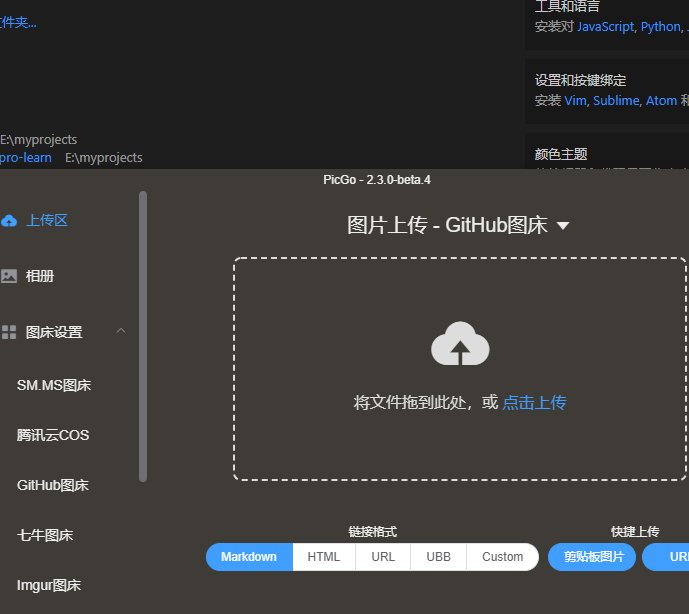 工具和语言
文件夹...
安装对 JavaScript, Python,
设置和按键绑定
安装 Vim, Sublime, Atom 和
E:\myprojects
颜色主题
pro-learn E:\myprojects
PicGo - 2.3.0-beta.4
上传区
图片上传 - GitHub图床
相册
图床设置
SM.MS图床
将文件拖到此处，或 点击上传
腾讯云COS
GitHub图床
七牛图床
链接格式
快捷上传
Markdown HTML URL UBB Custom
剪贴板图片
URL
Imgur图床